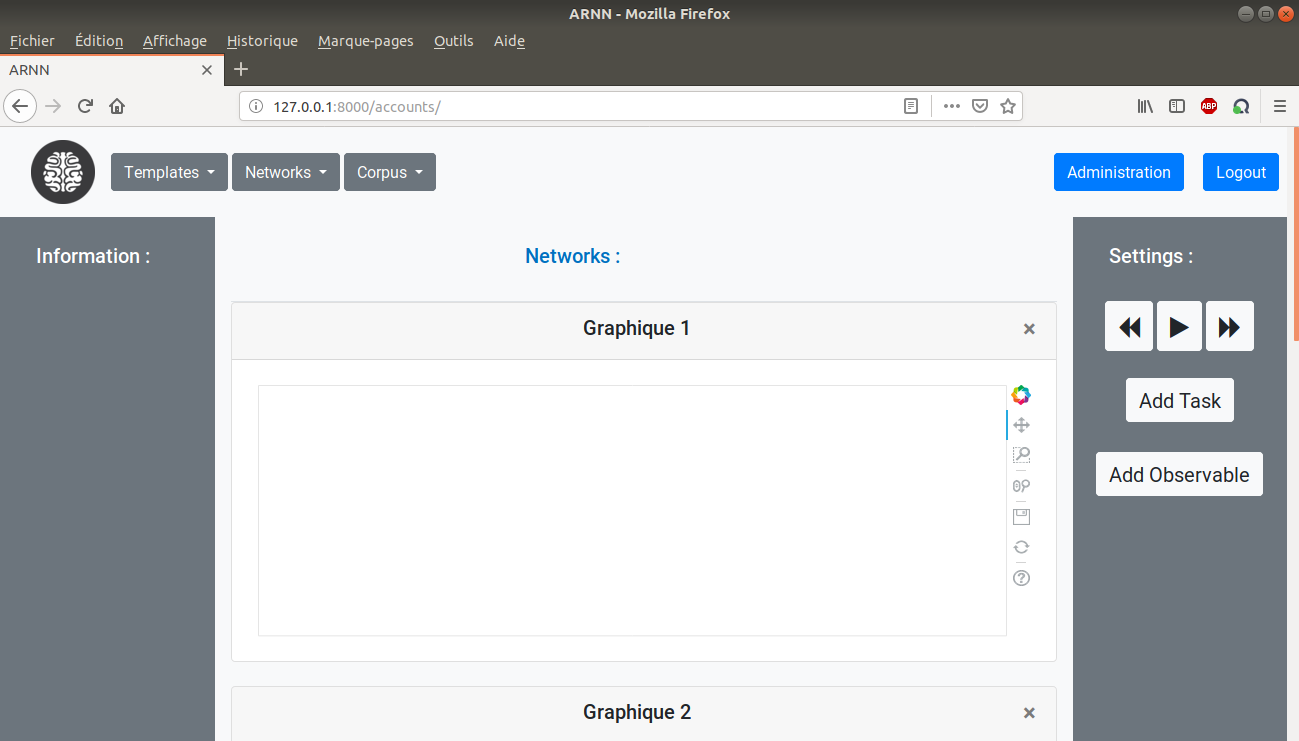 ARNN - Mozilla Firefox
Fichier Édition Affichage Historique Marque-pages Outils Aide
ARNN
127.0.0.1:8000/accounts/
ABP
Templates Networks Corpus Administration Logout
Information :
Networks :
Settings :
Graphique 1
Add Task
Add Observable
Graphique 2